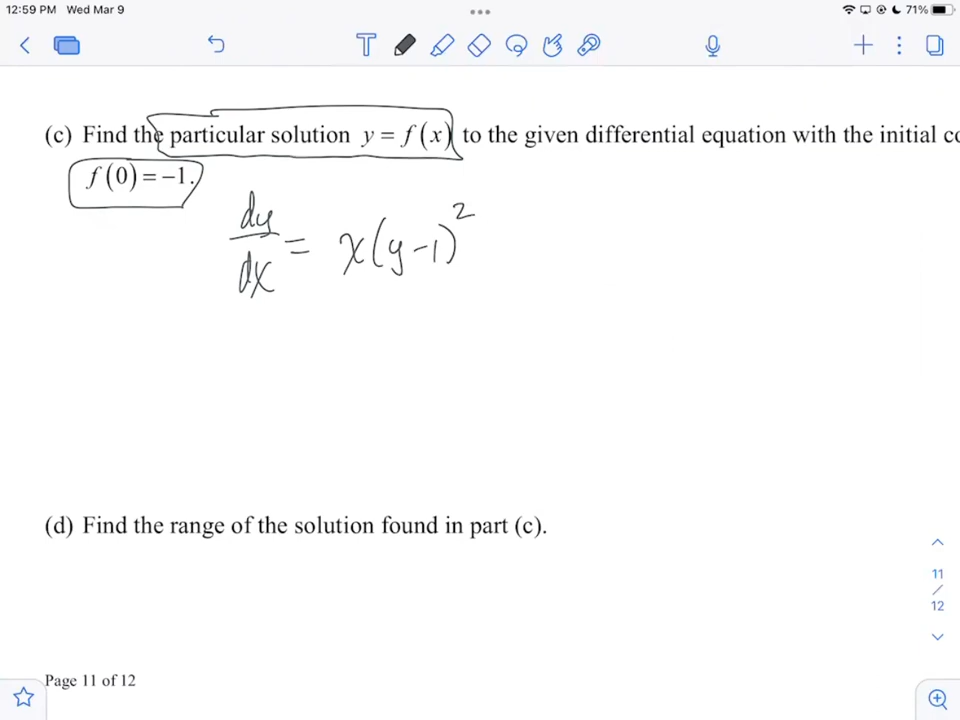 12:59 PM Wed Mar 9
71%
T
(c) Find the particular solution y = f(x) to the given differential equation with the initial co
f(0) = −1.
dy/dx = x(y-1)²
(d) Find the range of the solution found in part (c).
11
/
12
Page 11 of 12